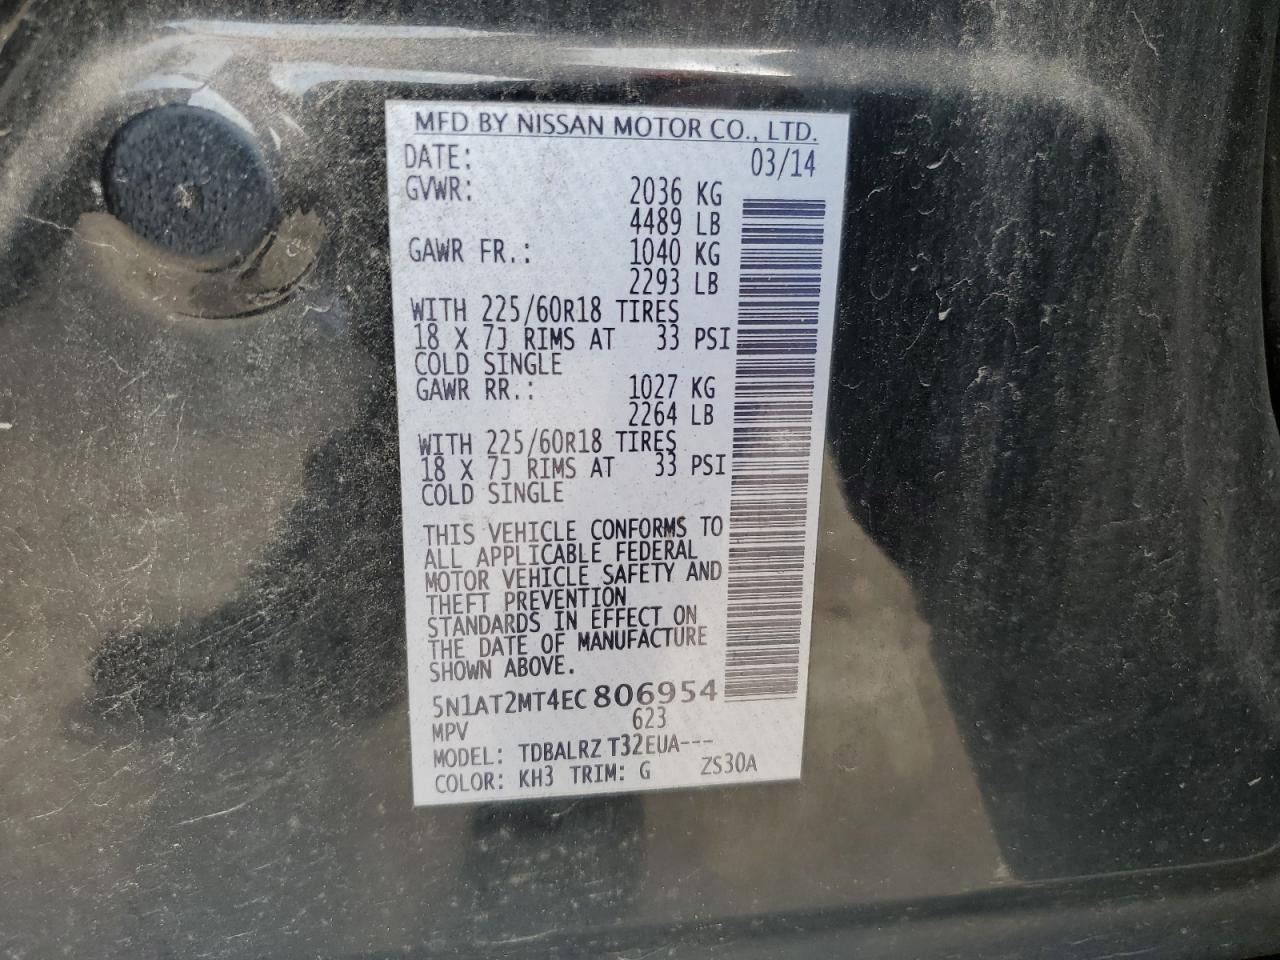 MFD BY NISSAN MOTOR CO., LTD.
DATE: 03/14
GVWR: 2036 KG
4489 LB
GAWR FR.: 1040 KG
2293 LB
WITH 225/60R18 TIRES
18 X 7J RIMS AT 33 PSI
COLD SINGLE
GAWR RR.: 1027 KG
2264 LB
WITH 225/60R18 TIRES
18 X 7J RIMS AT 33 PSI
COLD SINGLE
THIS VEHICLE CONFORMS TO
ALL APPLICABLE FEDERAL
MOTOR VEHICLE SAFETY AND
THEFT PREVENTION
STANDARDS IN EFFECT ON
THE DATE OF MANUFACTURE
SHOWN ABOVE.
5N1AT2MT4EC806954
MPV 623
MODEL: TDBALRZ T32EUA---
COLOR: KH3 TRIM: G ZS30A